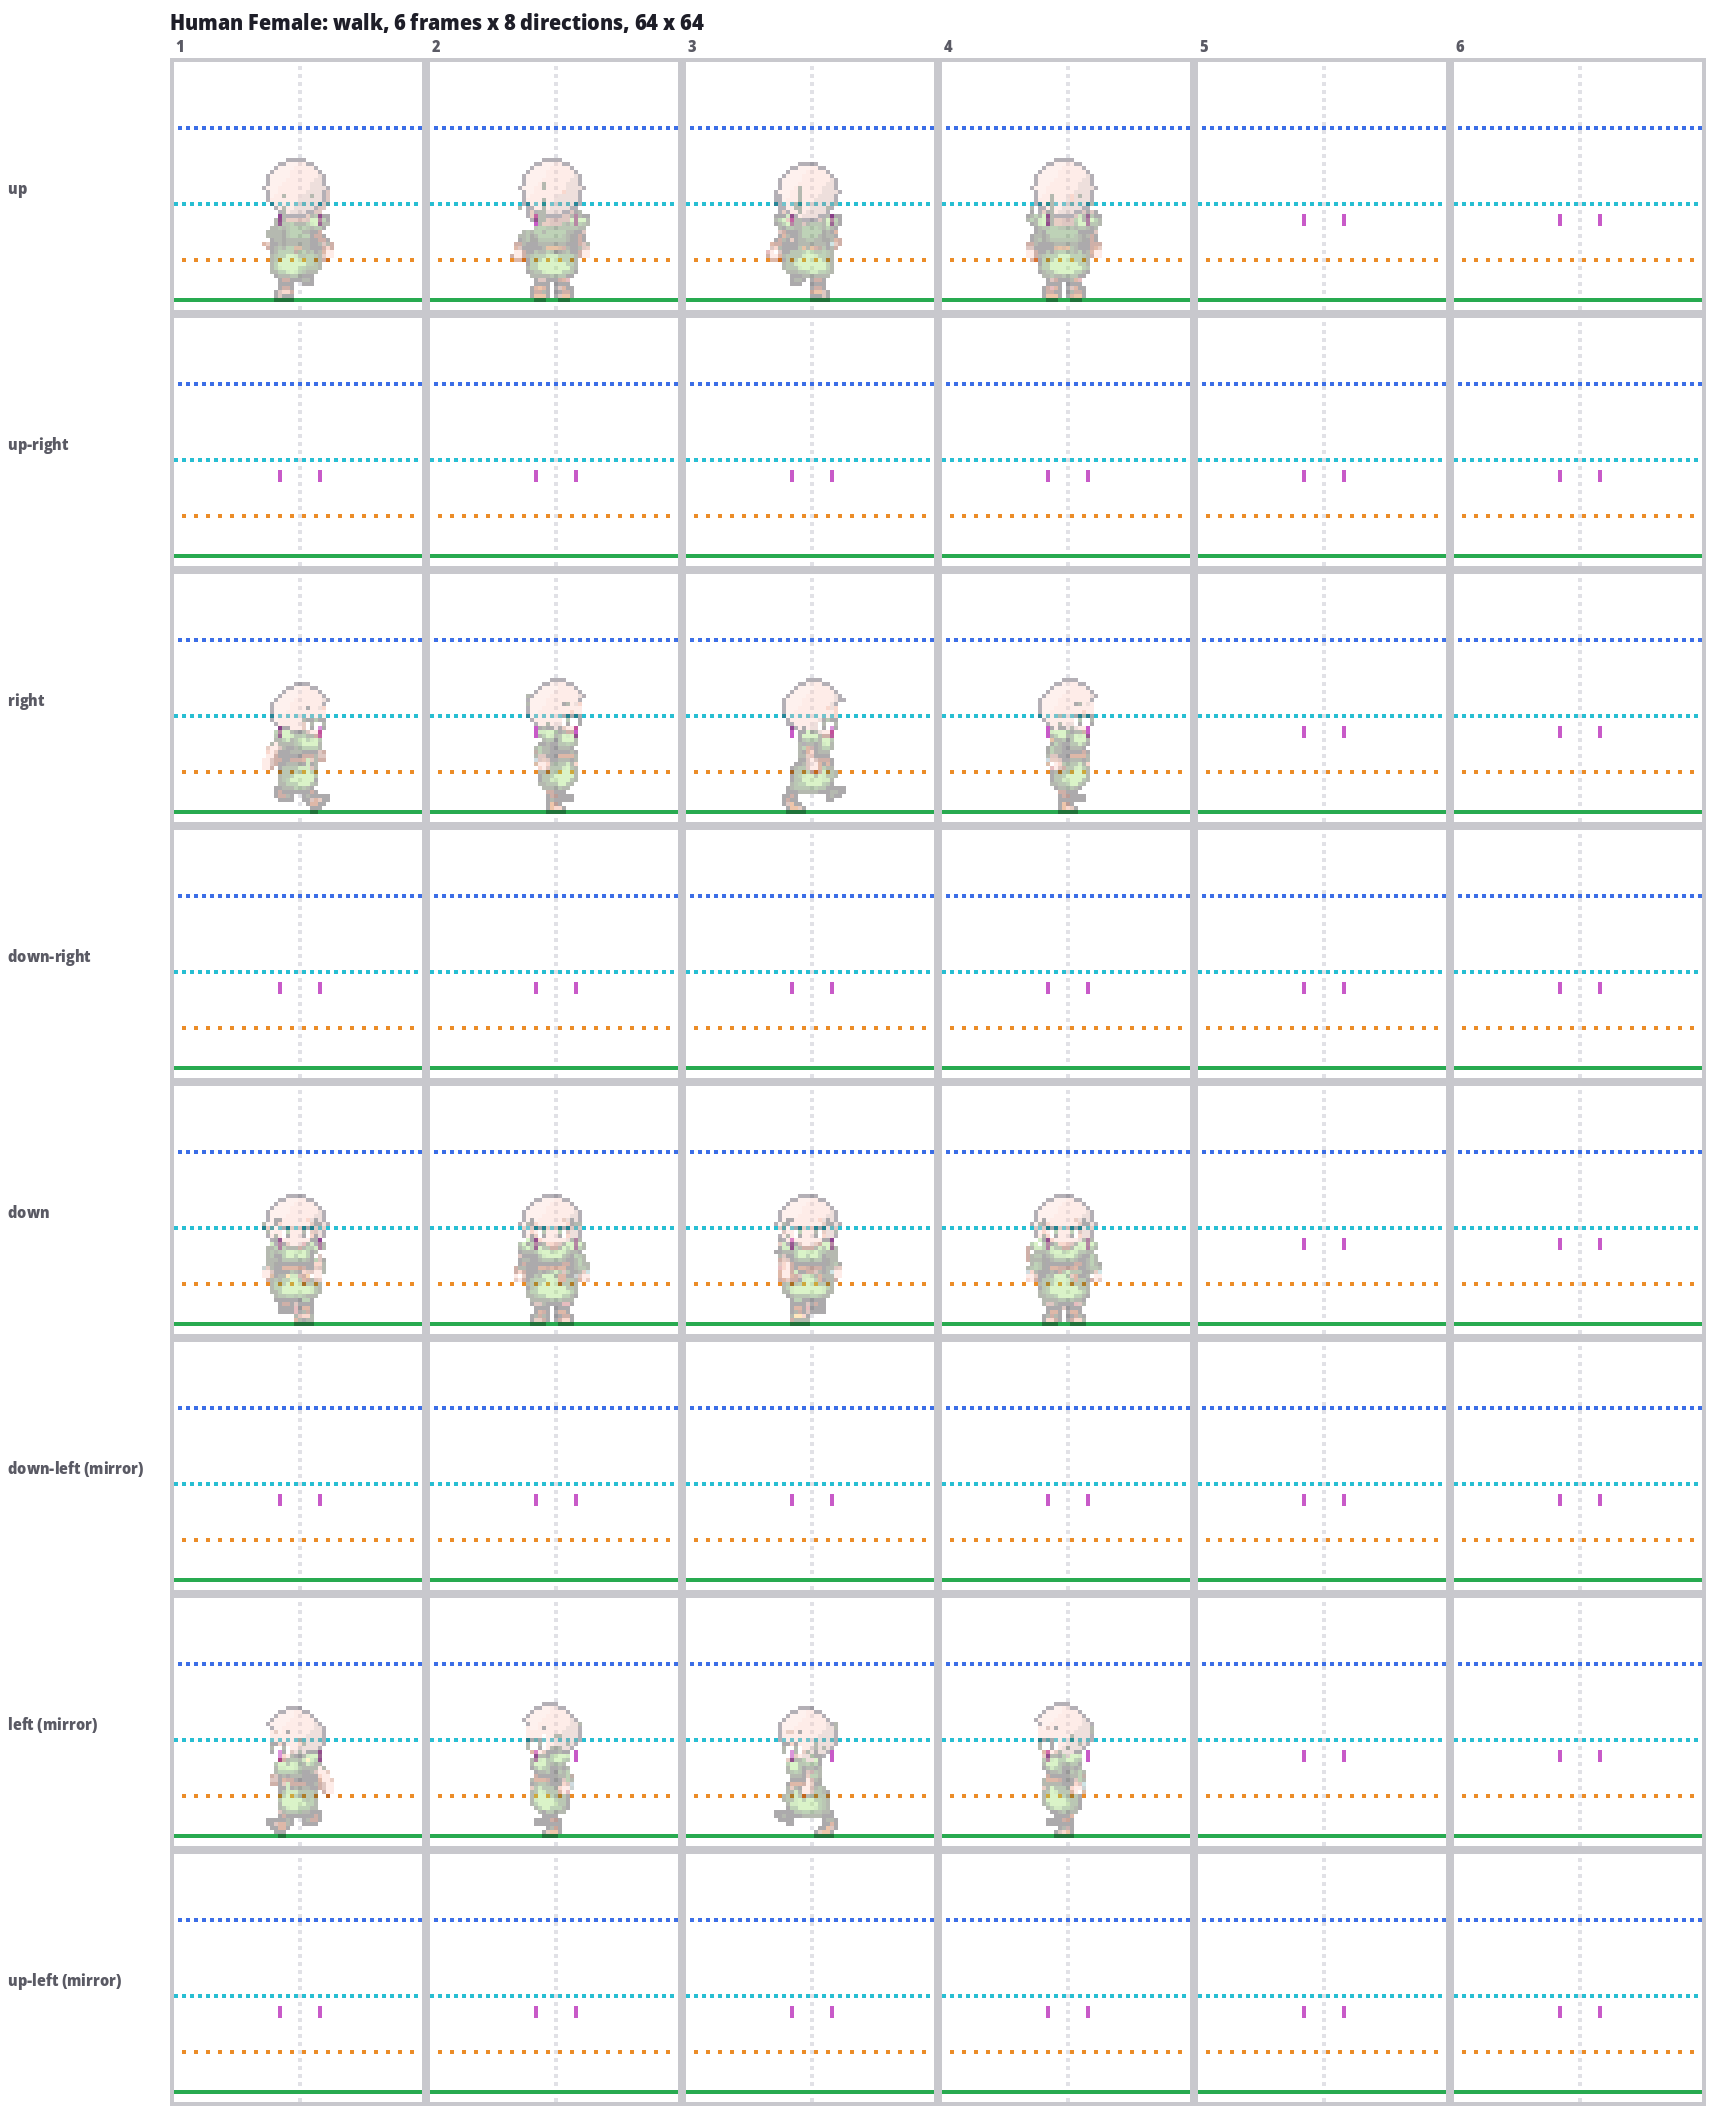 Human Female: walk, 6 frames x 8 directions, 64 x 64
1 2 3 4 5 6
up
up-right
right
down-right
down
down-left (mirror)
left (mirror)
up-left (mirror)